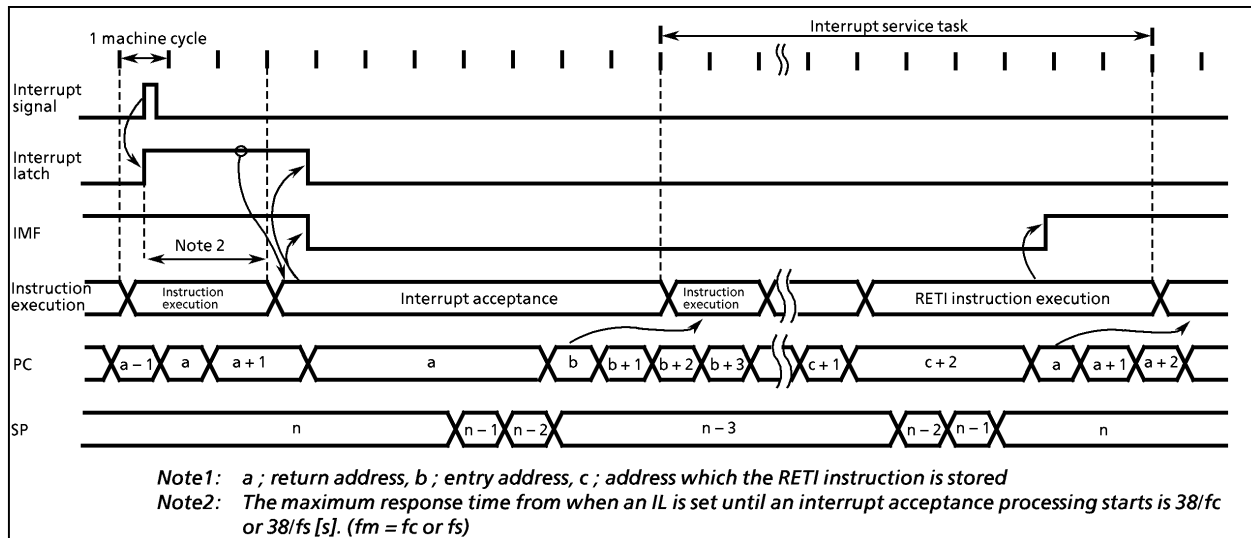 Interrupt service task
1 machine cycle
Interrupt
signal
Interrupt
latch
IMF
Note 2
Instruction
execution
Instruction
execution
Interrupt acceptance
Instruction
execution
RETI instruction execution
PC
a − 1
a
a + 1
a
b
b + 1
b + 2
b + 3
c + 1
c + 2
a
a + 1
a + 2
SP
n
n − 1
n − 2
n − 3
n − 2
n − 1
n
Note1: a ; return address, b ; entry address, c ; address which the RETI instruction is stored
Note2: The maximum response time from when an IL is set until an interrupt acceptance processing starts is 38/fc
or 38/fs [s]. (fm = fc or fs)